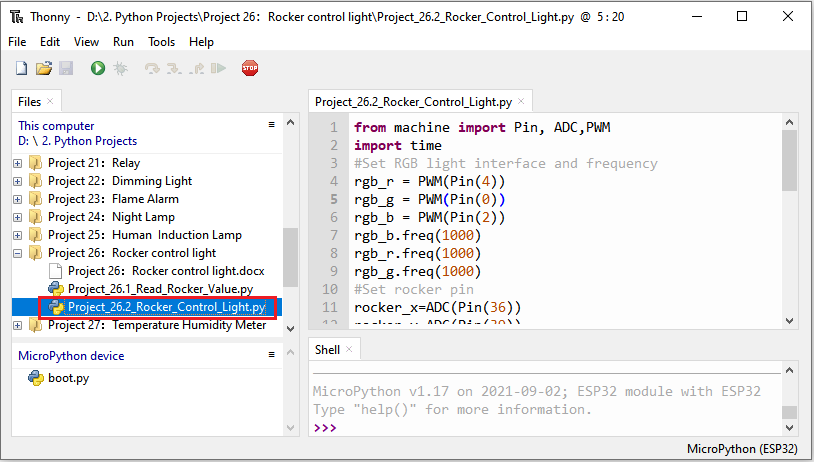 Thonny - D:\2. Python Projects\Project 26：Rocker control light\Project_26.2_Rocker_Control_Light.py @ 5 : 20
File Edit View Run Tools Help
STOP
Files
This computer
D: \ 2. Python Projects
Project 21：Relay
Project 22：Dimming Light
Project 23：Flame Alarm
Project 24：Night Lamp
Project 25：Human Induction Lamp
Project 26：Rocker control light
Project 26：Rocker control light.docx
Project_26.1_Read_Rocker_Value.py
Project_26.2_Rocker_Control_Light.py
Project 27：Temperature Humidity Meter
MicroPython device
boot.py
Project_26.2_Rocker_Control_Light.py
1 from machine import Pin, ADC,PWM
2 import time
3 #Set RGB light interface and frequency
4 rgb_r = PWM(Pin(4))
5 rgb_g = PWM(Pin(0))
6 rgb_b = PWM(Pin(2))
7 rgb_b.freq(1000)
8 rgb_r.freq(1000)
9 rgb_g.freq(1000)
10 #Set rocker pin
11 rocker_x=ADC(Pin(36))
12 rocker_y=ADC(Pin(39))
Shell
MicroPython v1.17 on 2021-09-02; ESP32 module with ESP32
Type "help()" for more information.
>>>
MicroPython (ESP32)